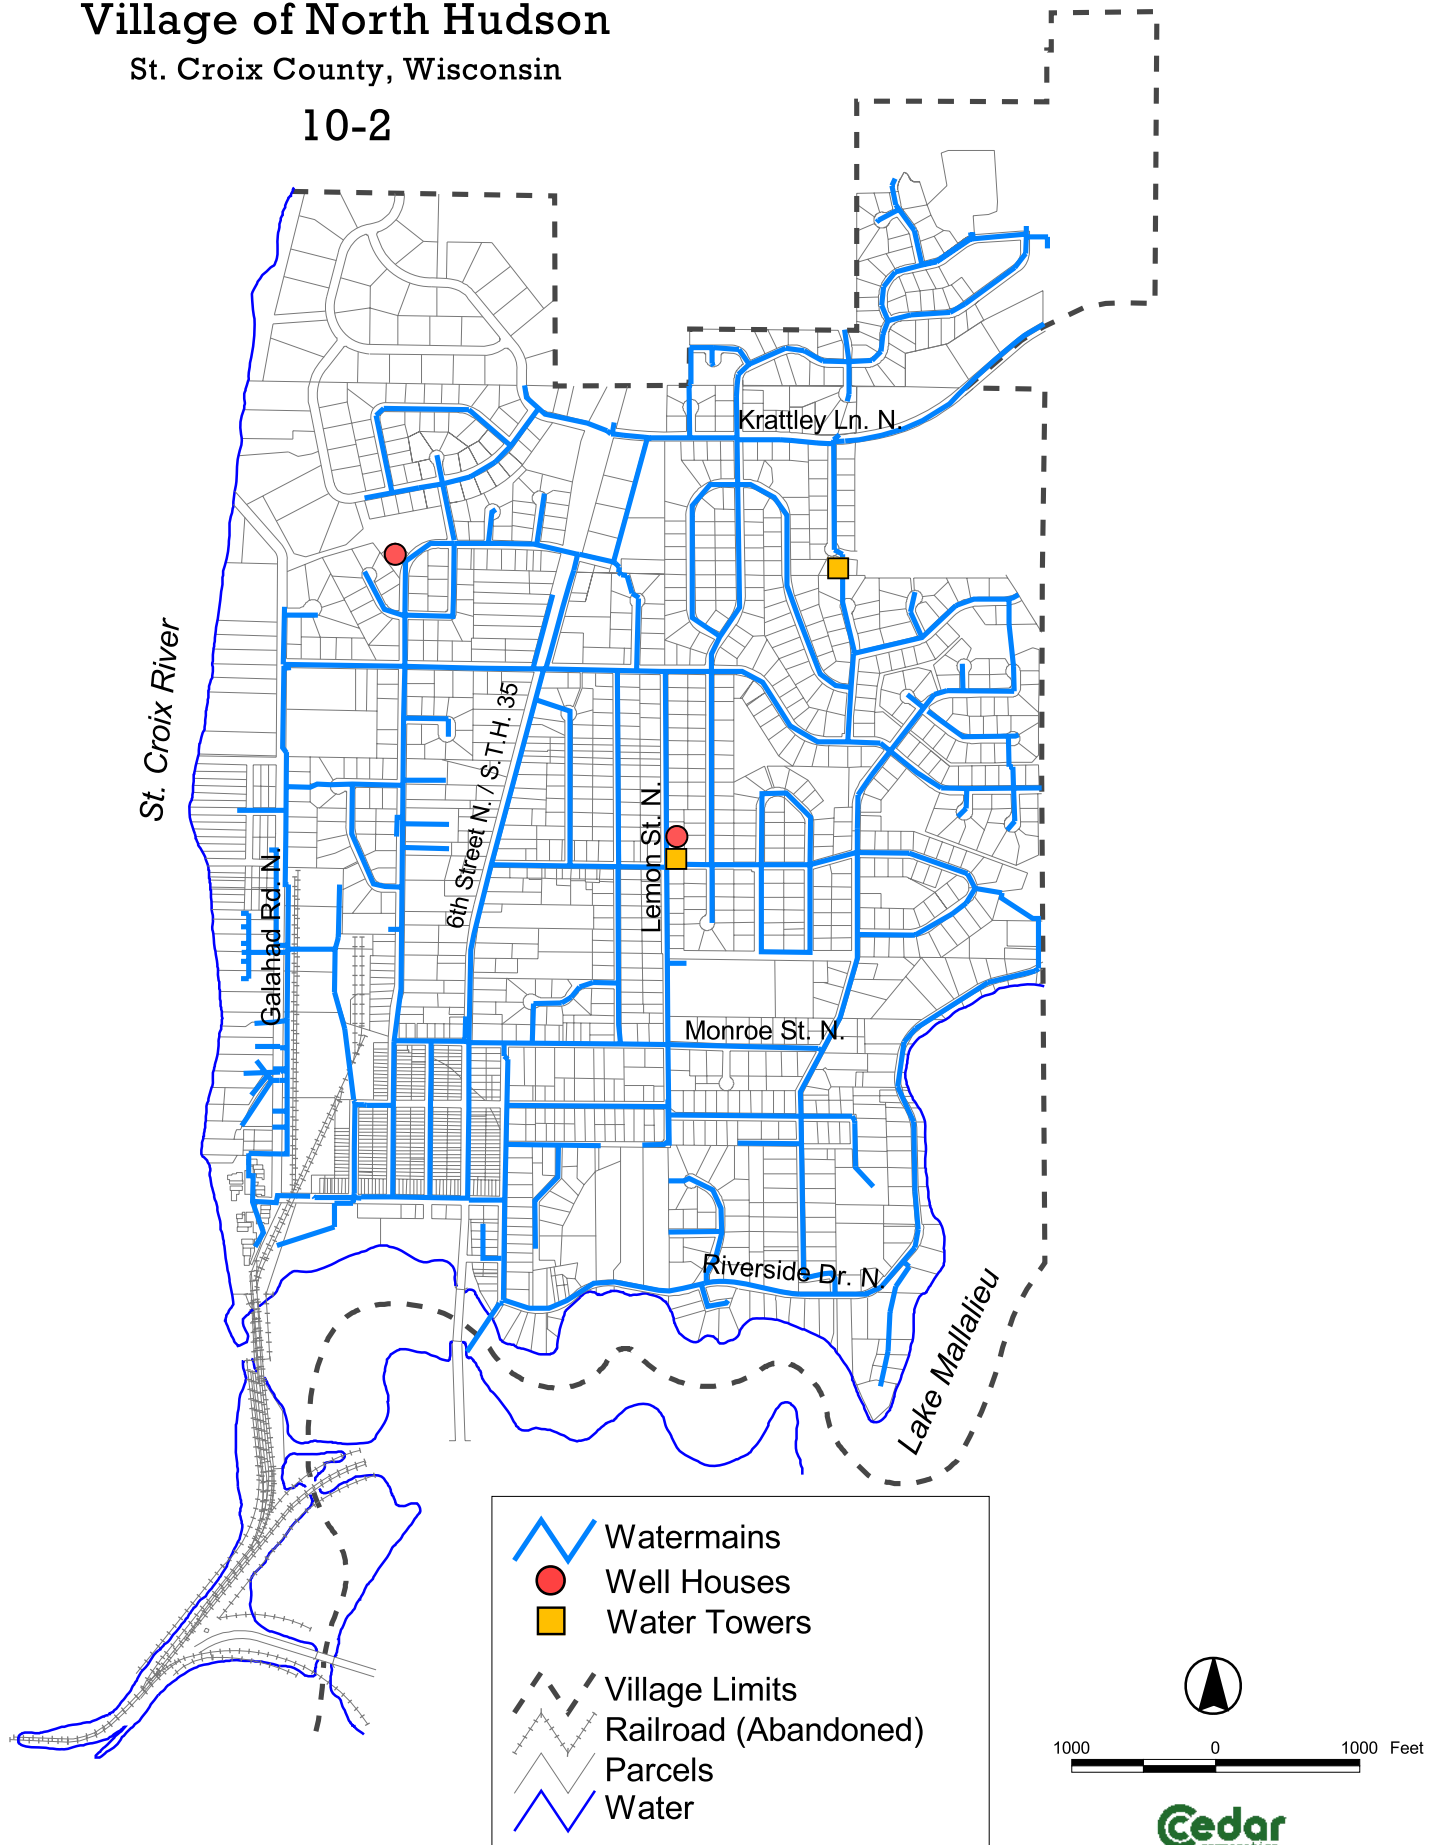 Village of North Hudson
St. Croix County, Wisconsin
10-2
Krattley Ln. N.
St. Croix River
6th Street N. / S.T.H. 35
Lemon St. N.
Galahad Rd. N.
Monroe St. N.
Riverside Dr. N.
Lake Mallalieu
Watermains
Well Houses
Water Towers
Village Limits
Railroad (Abandoned)
Parcels
Water
1000 0 1000 Feet
Cedar